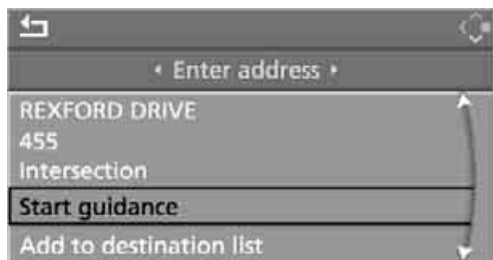 Enter address
REXFORD DRIVE
455
Intersection
Start guidance
Add to destination list